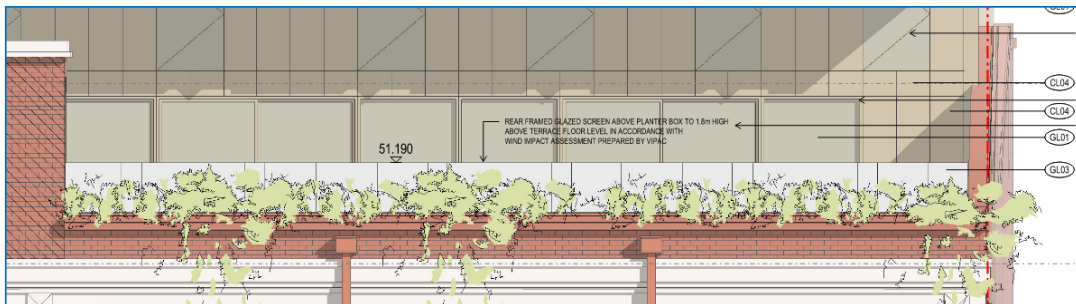 CL04
REAR FRAMED GLAZED SCREEN ABOVE PLANTER BOX TO 1.8m HIGH
ABOVE TERRACE FLOOR LEVEL IN ACCORDANCE WITH
WIND IMPACT ASSESSMENT PREPARED BY VIPAC
CL04
51.190
GL01
GL03